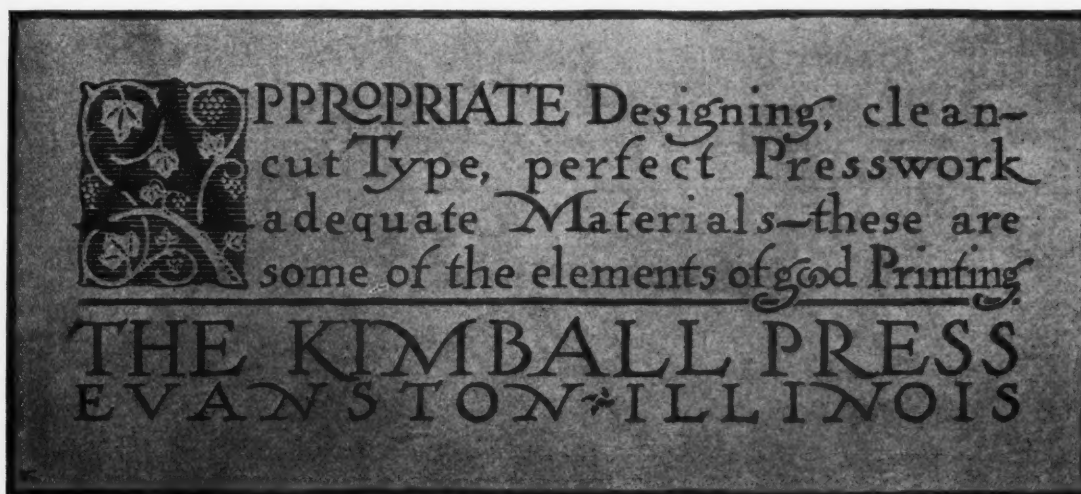 APPROPRIATE Designing, clean-
cut Type, perfect Presswork
adequate Materials—these are
some of the elements of good Printing.
THE KIMBALL PRESS
EVANSTON ILLINOIS